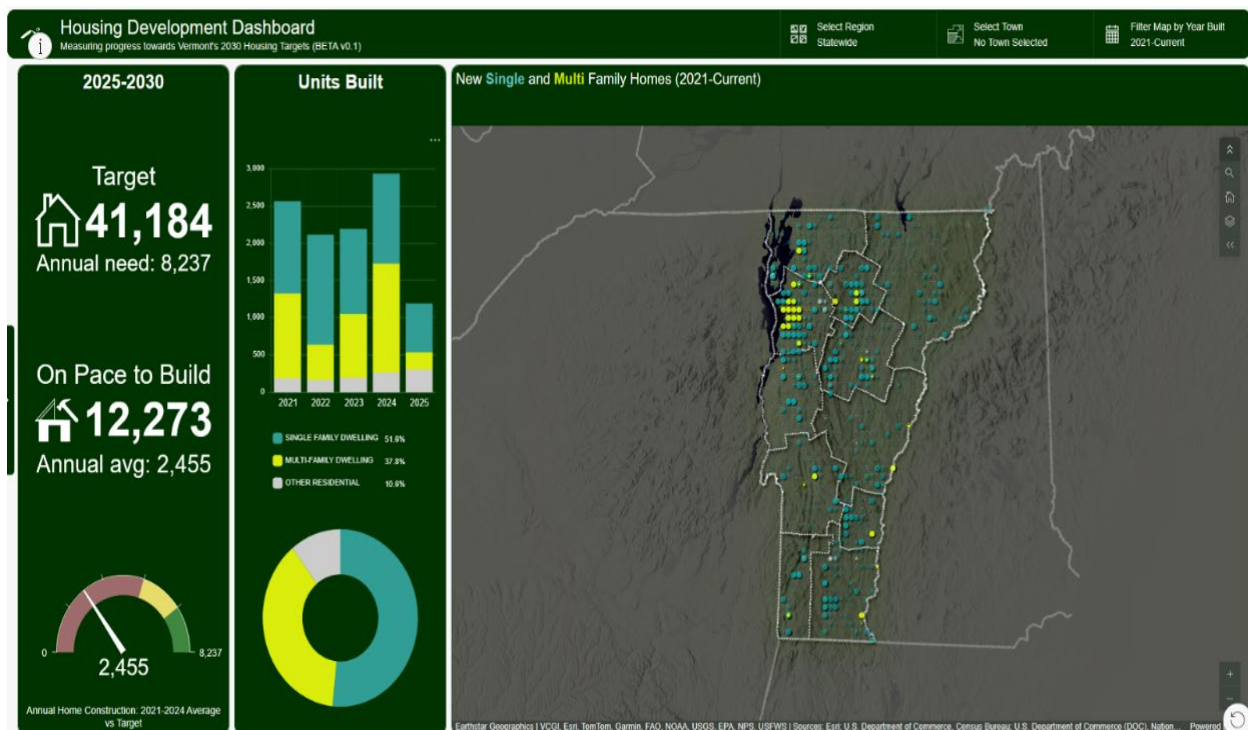 Housing Development Dashboard
Measuring progress towards Vermont's 2030 Housing Targets (BETA v0.1)
i
Select Region
Statewide
Select Town
No Town Selected
Filter Map by Year Built
2021-Current
2025-2030
Target
41,184
Annual need: 8,237
On Pace to Build
12,273
Annual avg: 2,455
0
8,237
2,455
Annual Home Construction: 2021-2024 Average
vs Target
Units Built
...
3,000
2,500
2,000
1,500
1,000
500
0
2021 2022 2023 2024 2025
SINGLE FAMILY DWELLING 51.6%
MULTI-FAMILY DWELLING 37.8%
OTHER RESIDENTIAL 10.6%
New Single and Multi Family Homes (2021-Current)
+
−
Earthstar Geographics | VCGI, Esri, TomTom, Garmin, FAO, NOAA, USGS, EPA, NPS, USFWS | Sources: Esri; U.S. Department of Commerce, Census Bureau; U.S. Department of Commerce (DOC), Nation... Powered